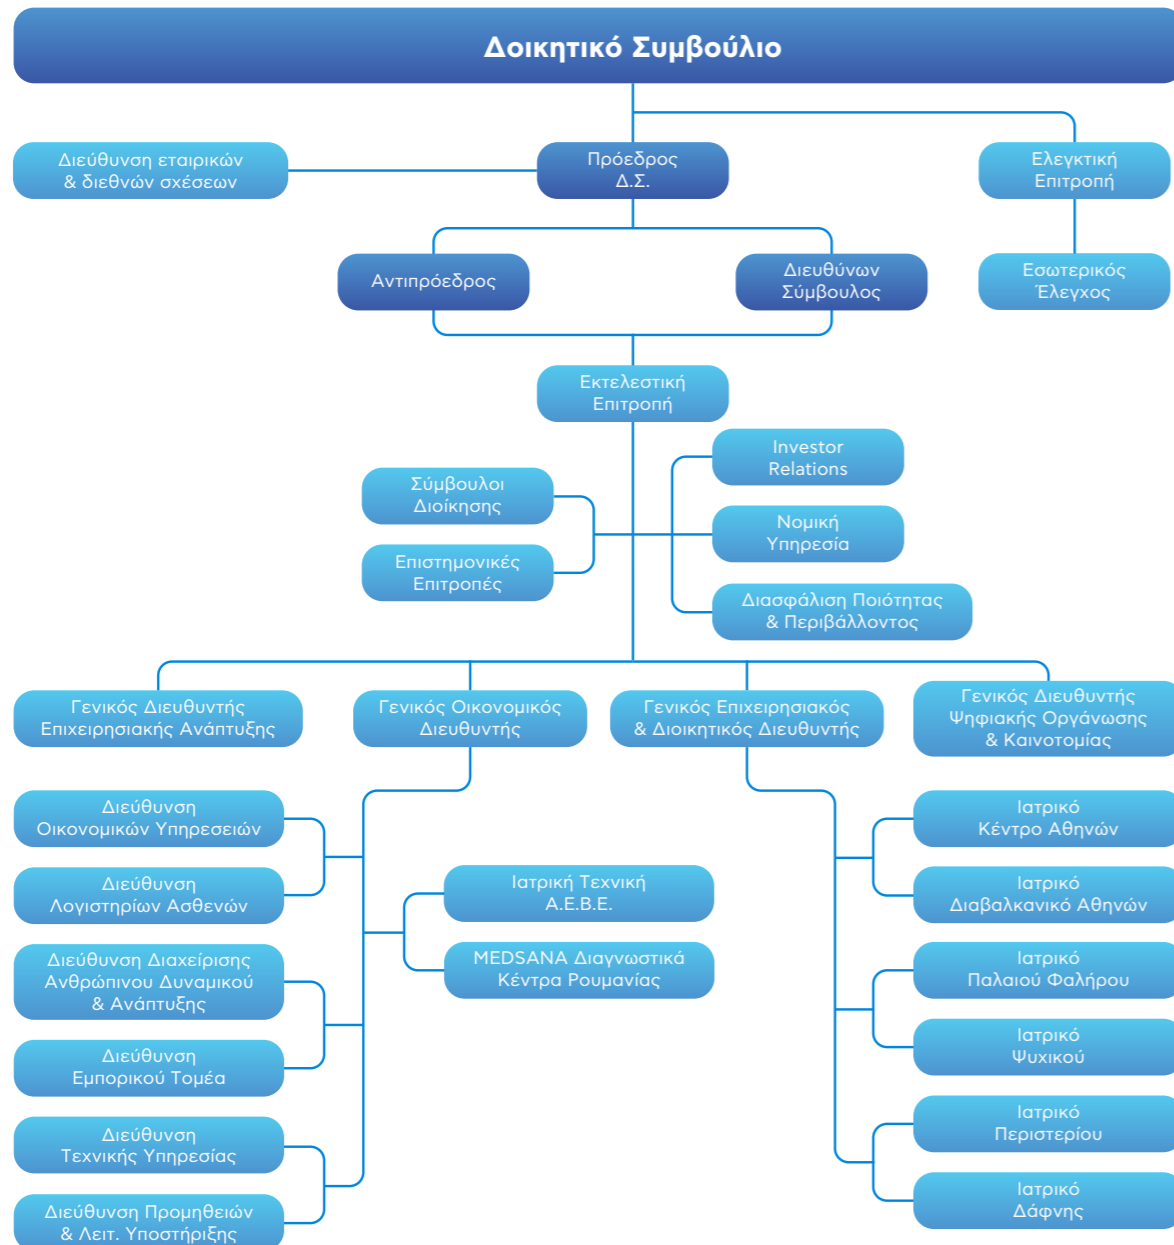 Διοικητικό Συμβούλιο
Διεύθυνση εταιρικών
& διεθνών σχέσεων
Πρόεδρος
Δ.Σ.
Ελεγκτική
Επιτροπή
Αντιπρόεδρος
Διευθύνων
Σύμβουλος
Εσωτερικός
Έλεγχος
Εκτελεστική
Επιτροπή
Σύμβουλοι
Διοίκησης
Επιστημονικές
Επιτροπές
Investor
Relations
Νομική
Υπηρεσία
Διασφάλιση Ποιότητας
& Περιβάλλοντος
Γενικός Διευθυντής
Επιχειρησιακής Ανάπτυξης
Γενικός Οικονομικός
Διευθυντής
Γενικός Επιχειρησιακός
& Διοικητικός Διευθυντής
Γενικός Διευθυντής
Ψηφιακής Οργάνωσης
& Καινοτομίας
Διεύθυνση
Οικονομικών Υπηρεσειών
Διεύθυνση
Λογιστηρίων Ασθενών
Διεύθυνση Διαχείρισης
Ανθρώπινου Δυναμικού
& Ανάπτυξης
Διεύθυνση
Εμπορικού Τομέα
Διεύθυνση
Τεχνικής Υπηρεσίας
Διεύθυνση Προμηθειών
& Λειτ. Υποστήριξης
Ιατρική Τεχνική
Α.Ε.Β.Ε.
MEDSANA Διαγνωστικά
Κέντρα Ρουμανίας
Ιατρικό
Κέντρο Αθηνών
Ιατρικό
Διαβαλκανικό Αθηνών
Ιατρικό
Παλαιού Φαλήρου
Ιατρικό
Ψυχικού
Ιατρικό
Περιστερίου
Ιατρικό
Δάφνης